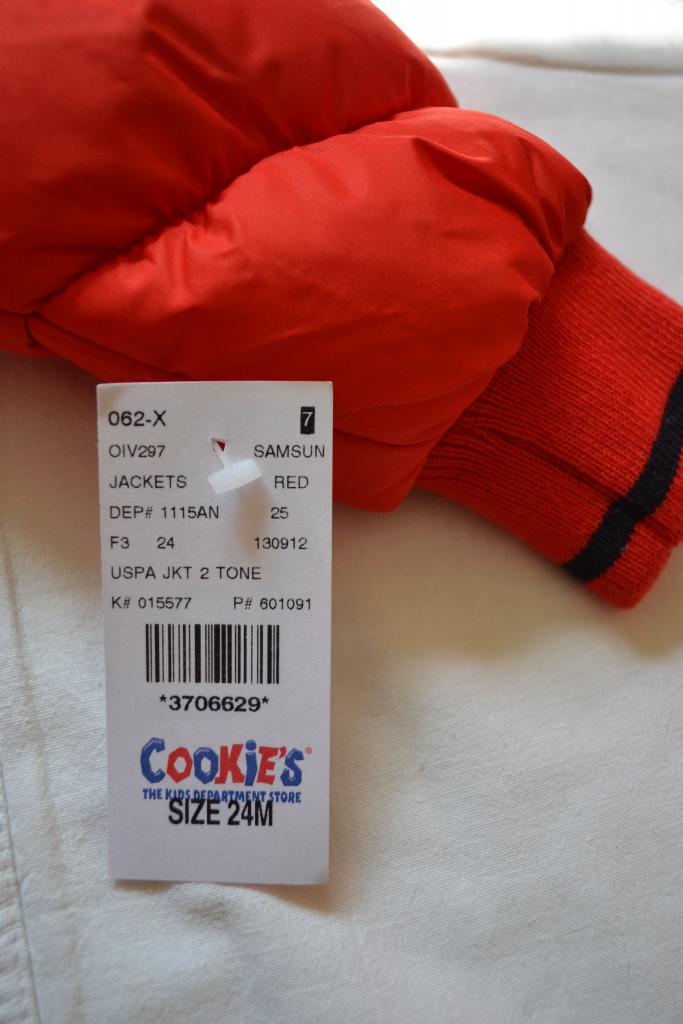 062-X 7
OIV297 SAMSUN
JACKETS RED
DEP# 1115AN 25
F3 24 130912
USPA JKT 2 TONE
K# 015577 P# 601091
*3706629*
COOKIE'S®
THE KIDS DEPARTMENT STORE
SIZE 24M